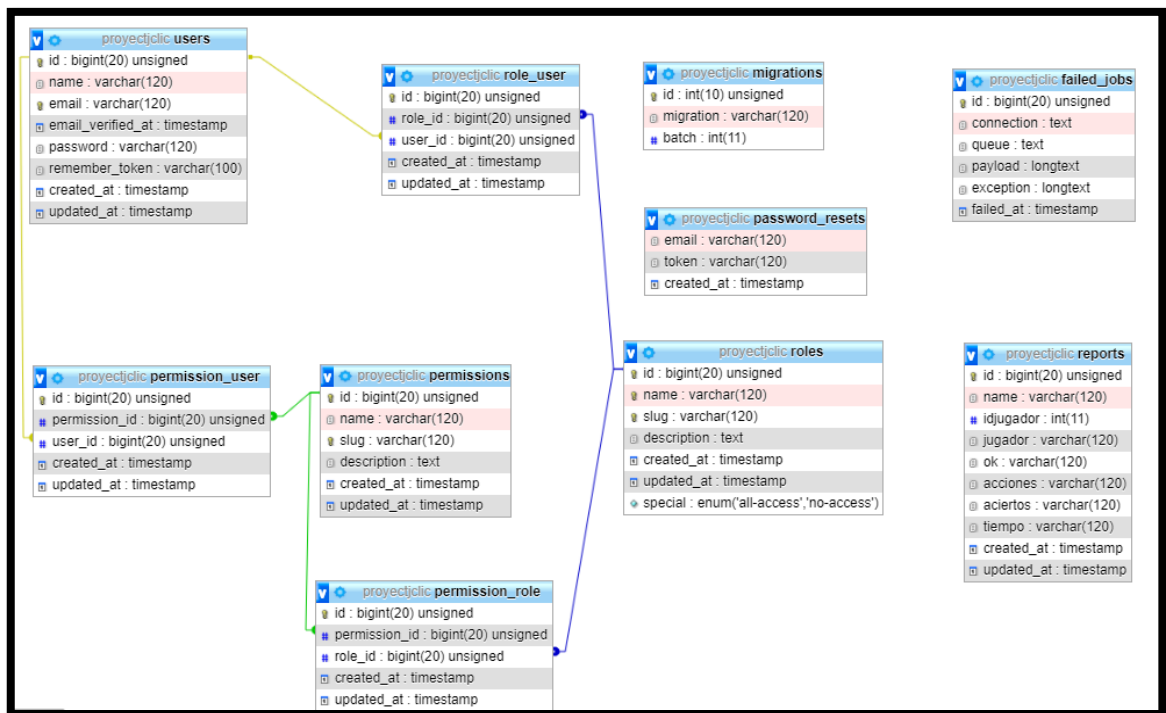 proyectjclic users
id : bigint(20) unsigned
name : varchar(120)
email : varchar(120)
email_verified_at : timestamp
password : varchar(120)
remember_token : varchar(100)
created_at : timestamp
updated_at : timestamp
proyectjclic role_user
id : bigint(20) unsigned
role_id : bigint(20) unsigned
user_id : bigint(20) unsigned
created_at : timestamp
updated_at : timestamp
proyectjclic migrations
id : int(10) unsigned
migration : varchar(120)
batch : int(11)
proyectjclic failed_jobs
id : bigint(20) unsigned
connection : text
queue : text
payload : longtext
exception : longtext
failed_at : timestamp
proyectjclic password_resets
email : varchar(120)
token : varchar(120)
created_at : timestamp
proyectjclic permission_user
id : bigint(20) unsigned
permission_id : bigint(20) unsigned
user_id : bigint(20) unsigned
created_at : timestamp
updated_at : timestamp
proyectjclic permissions
id : bigint(20) unsigned
name : varchar(120)
slug : varchar(120)
description : text
created_at : timestamp
updated_at : timestamp
proyectjclic roles
id : bigint(20) unsigned
name : varchar(120)
slug : varchar(120)
description : text
created_at : timestamp
updated_at : timestamp
special : enum('all-access','no-access')
proyectjclic reports
id : bigint(20) unsigned
name : varchar(120)
idjugador : int(11)
jugador : varchar(120)
ok : varchar(120)
acciones : varchar(120)
aciertos : varchar(120)
tiempo : varchar(120)
created_at : timestamp
updated_at : timestamp
proyectjclic permission_role
id : bigint(20) unsigned
permission_id : bigint(20) unsigned
role_id : bigint(20) unsigned
created_at : timestamp
updated_at : timestamp